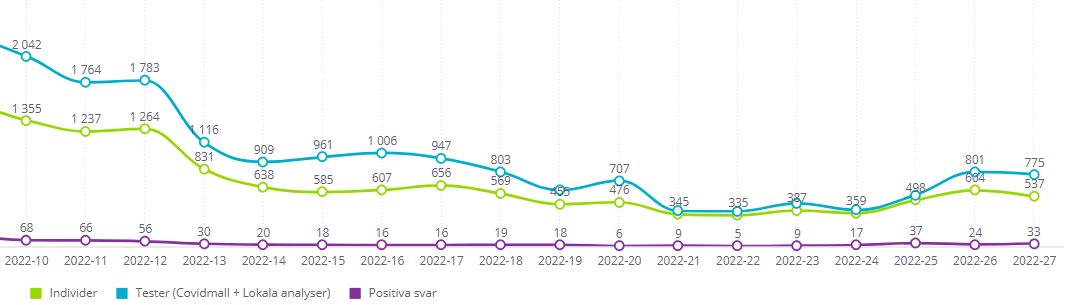 2 042 1 764 1 783 1 116 909 961 1 006 947 803 707 345 335 387 359 498 801 775
1 355 1 237 1 264 831 638 585 607 656 569 455 476 604 537
68 66 56 30 20 18 16 16 19 18 6 9 5 9 17 37 24 33
2022-10 2022-11 2022-12 2022-13 2022-14 2022-15 2022-16 2022-17 2022-18 2022-19 2022-20 2022-21 2022-22 2022-23 2022-24 2022-25 2022-26 2022-27
Individer Tester (Covidmall + Lokala analyser) Positiva svar